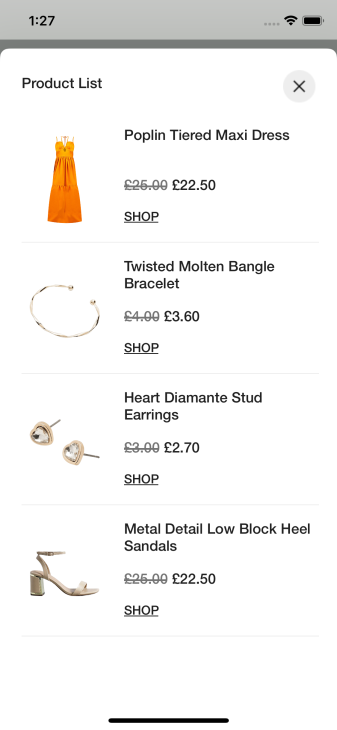 1:27
Product List
Poplin Tiered Maxi Dress
£25.00 £22.50
SHOP
Twisted Molten Bangle
Bracelet
£4.00 £3.60
SHOP
Heart Diamante Stud
Earrings
£3.00 £2.70
SHOP
Metal Detail Low Block Heel
Sandals
£25.00 £22.50
SHOP